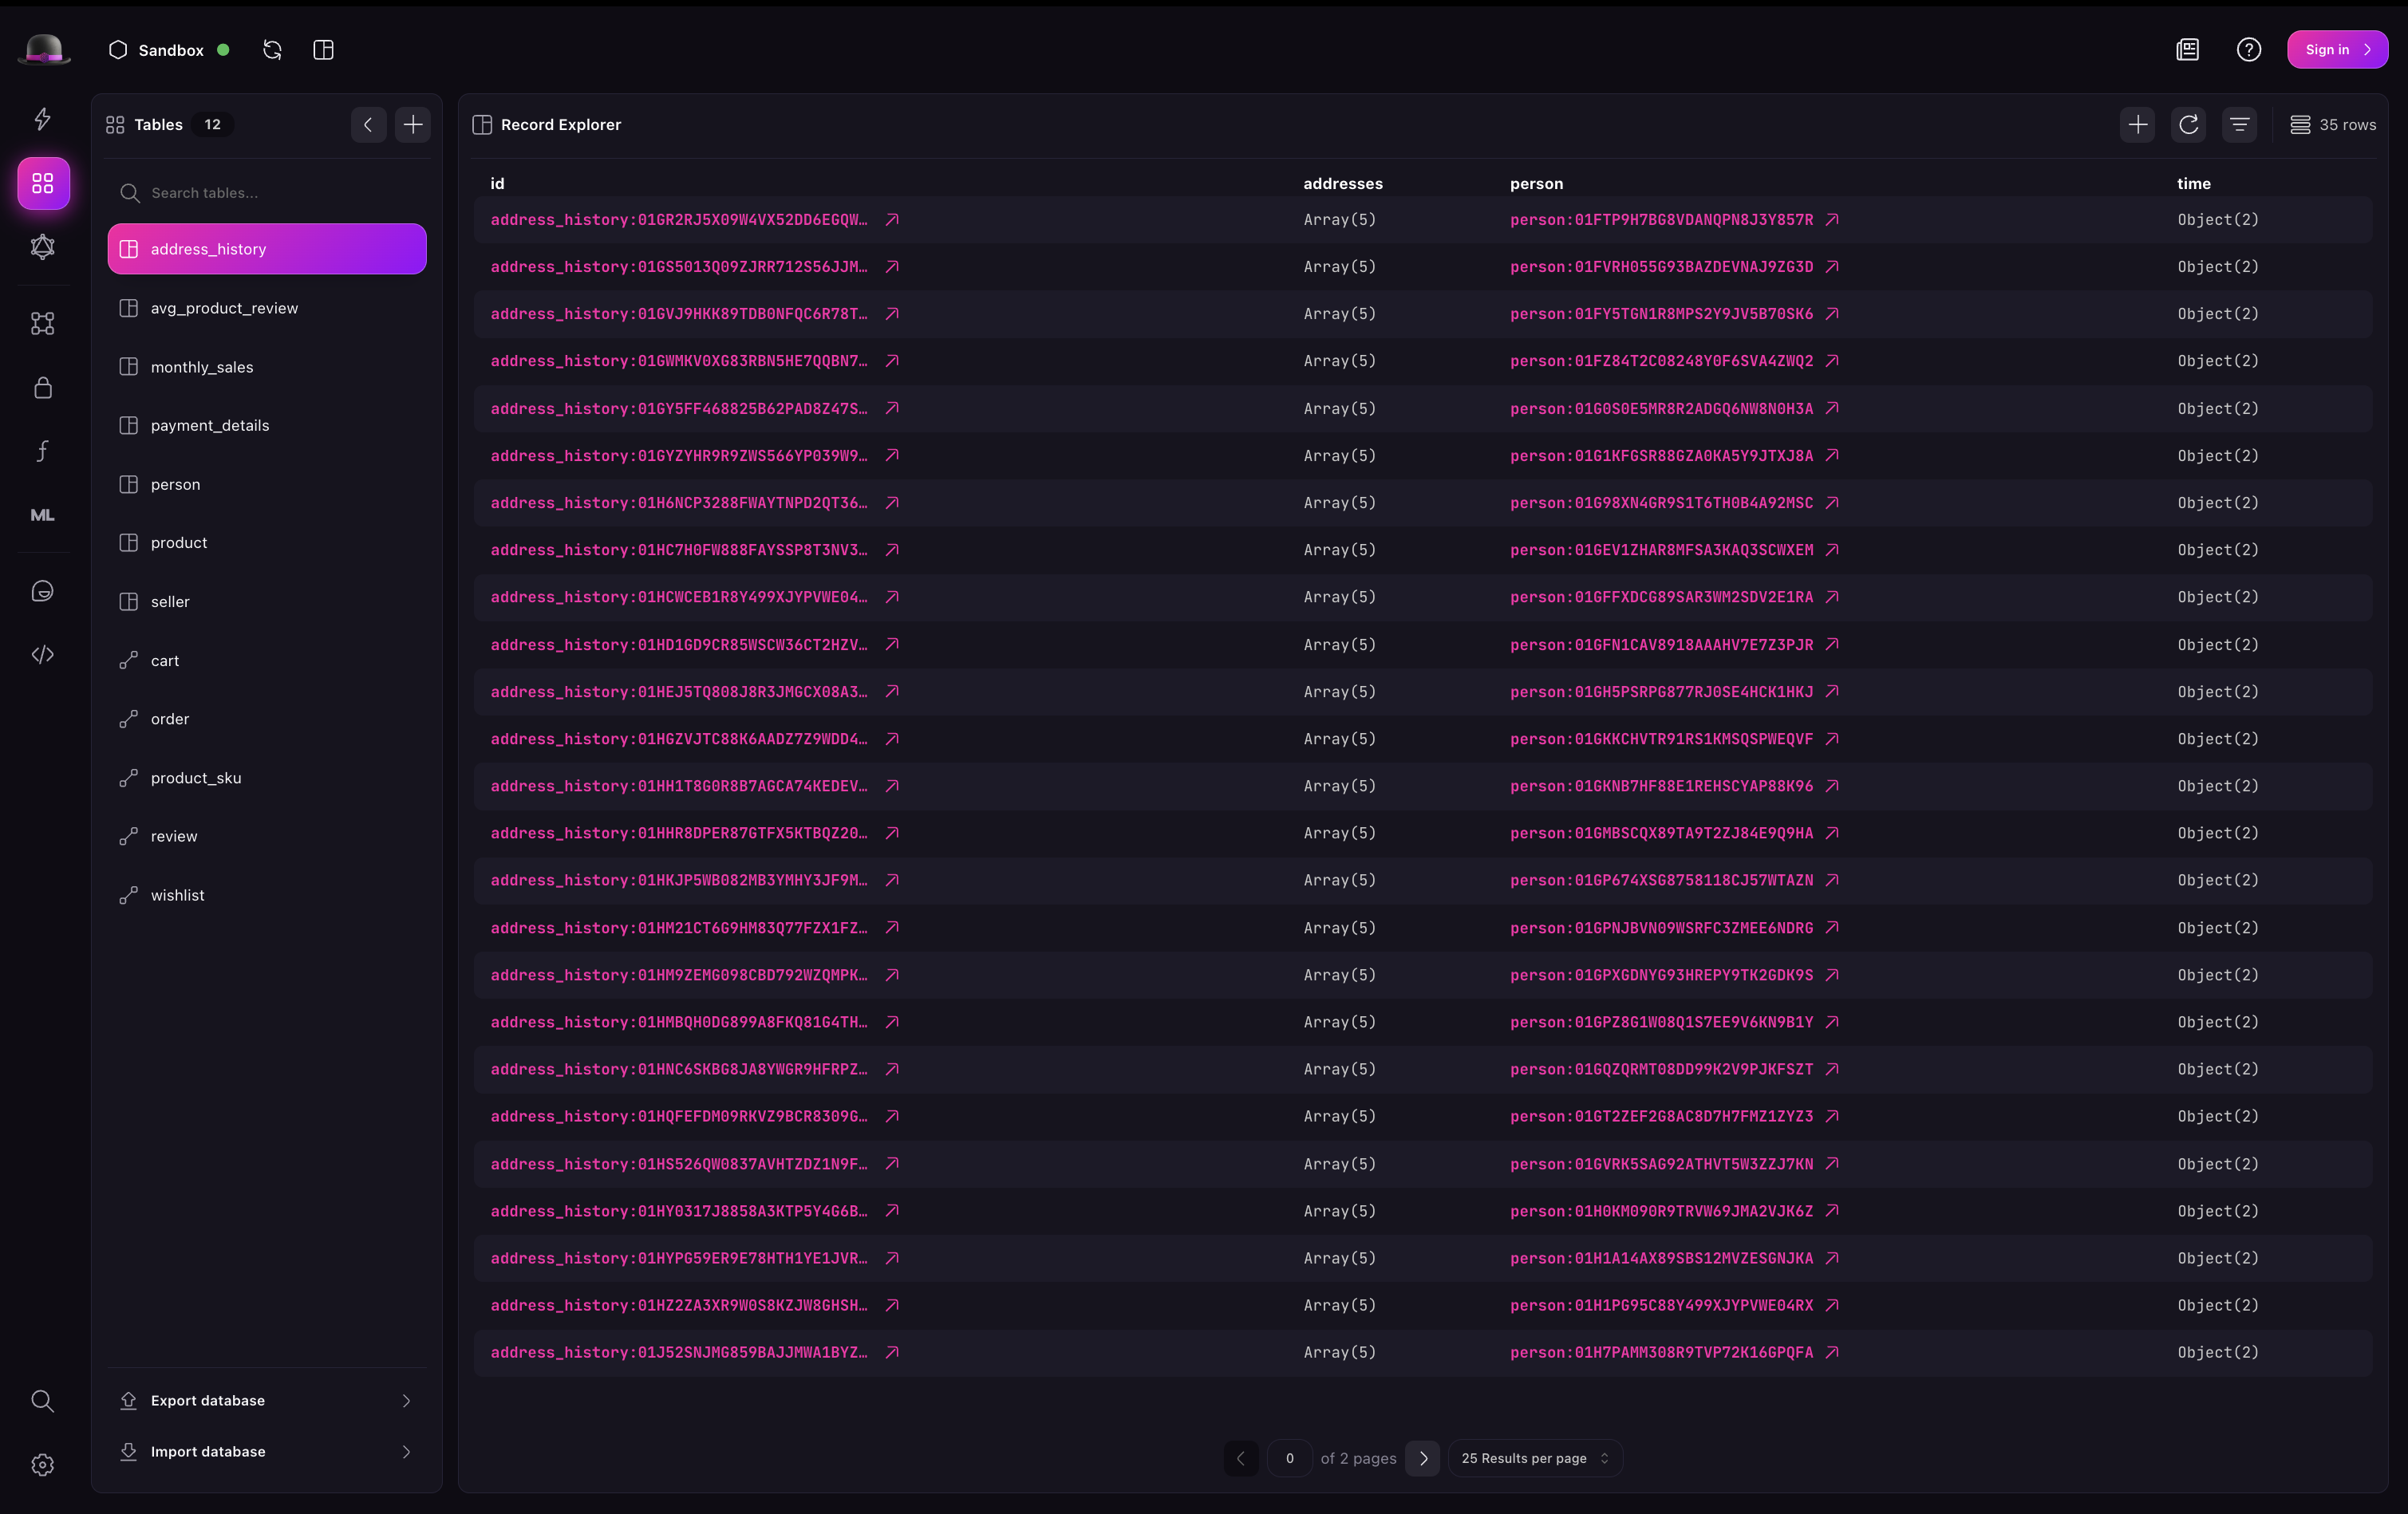 Sandbox
Sign in
Tables 12
Search tables...
address_history
avg_product_review
monthly_sales
payment_details
person
product
seller
cart
order
product_sku
review
wishlist
Export database
Import database
ML
Record Explorer
35 rows
id addresses person time
address_history:01GR2RJ5X09W4VX52DD6EGQW… Array(5) person:01FTP9H7BG8VDANQPN8J3Y857R Object(2)
address_history:01GS5013Q09ZJRR712S56JJM… Array(5) person:01FVRH055G93BAZDEVNAJ9ZG3D Object(2)
address_history:01GVJ9HKK89TDB0NFQC6R78T… Array(5) person:01FY5TGN1R8MPS2Y9JV5B70SK6 Object(2)
address_history:01GWMKV0XG83RBN5HE7QQBN7… Array(5) person:01FZ84T2C08248Y0F6SVA4ZWQ2 Object(2)
address_history:01GY5FF468825B62PAD8Z47S… Array(5) person:01G0S0E5MR8R2ADGQ6NW8N0H3A Object(2)
address_history:01GYZYHR9R9ZWS566YP039W9… Array(5) person:01G1KFGSR88GZA0KA5Y9JTXJ8A Object(2)
address_history:01H6NCP3288FWAYTNPD2QT36… Array(5) person:01G98XN4GR9S1T6TH0B4A92MSC Object(2)
address_history:01HC7H0FW888FAYSSP8T3NV3… Array(5) person:01GEV1ZHAR8MFSA3KAQ3SCWXEM Object(2)
address_history:01HCWCEB1R8Y499XJYPVWE04… Array(5) person:01GFFXDCG89SAR3WM2SDV2E1RA Object(2)
address_history:01HD1GD9CR85WSCW36CT2HZV… Array(5) person:01GFN1CAV8918AAAHV7E7Z3PJR Object(2)
address_history:01HEJ5TQ808J8R3JMGCX08A3… Array(5) person:01GH5PSRPG877RJ0SE4HCK1HKJ Object(2)
address_history:01HGZVJTC88K6AADZ7Z9WDD4… Array(5) person:01GKKCHVTR91RS1KMSQSPWEQVF Object(2)
address_history:01HH1T8G0R8B7AGCA74KEDEV… Array(5) person:01GKNB7HF88E1REHSCYAP88K96 Object(2)
address_history:01HHR8DPER87GTFX5KTBQZ20… Array(5) person:01GMBSCQX89TA9T2ZJ84E9Q9HA Object(2)
address_history:01HKJP5WB082MB3YMHY3JF9M… Array(5) person:01GP674XSG8758118CJ57WTAZN Object(2)
address_history:01HM21CT6G9HM83Q77FZX1FZ… Array(5) person:01GPNJBVN09WSRFC3ZMEE6NDRG Object(2)
address_history:01HM9ZEMG098CBD792WZQMPK… Array(5) person:01GPXGDNYG93HREPY9TK2GDK9S Object(2)
address_history:01HMBQH0DG899A8FKQ81G4TH… Array(5) person:01GPZ8G1W08Q1S7EE9V6KN9B1Y Object(2)
address_history:01HNC6SKBG8JA8YWGR9HFRPZ… Array(5) person:01GQZQRMT08DD99K2V9PJKFSZT Object(2)
address_history:01HQFEFDM09RKVZ9BCR8309G… Array(5) person:01GT2ZEF2G8AC8D7H7FMZ1ZYZ3 Object(2)
address_history:01HS526QW0837AVHTZDZ1N9F… Array(5) person:01GVRK5SAG92ATHVT5W3ZZJ7KN Object(2)
address_history:01HY0317J8858A3KTP5Y4G6B… Array(5) person:01H0KM090R9TRVW69JMA2VJK6Z Object(2)
address_history:01HYPG59ER9E78HTH1YE1JVR… Array(5) person:01H1A14AX89SBS12MVZESGNJKA Object(2)
address_history:01HZ2ZA3XR9W0S8KZJW8GHSH… Array(5) person:01H1PG95C88Y499XJYPVWE04RX Object(2)
address_history:01J52SNJMG859BAJJMWA1BYZ… Array(5) person:01H7PAMM308R9TVP72K16GPQFA Object(2)
0 of 2 pages 25 Results per page